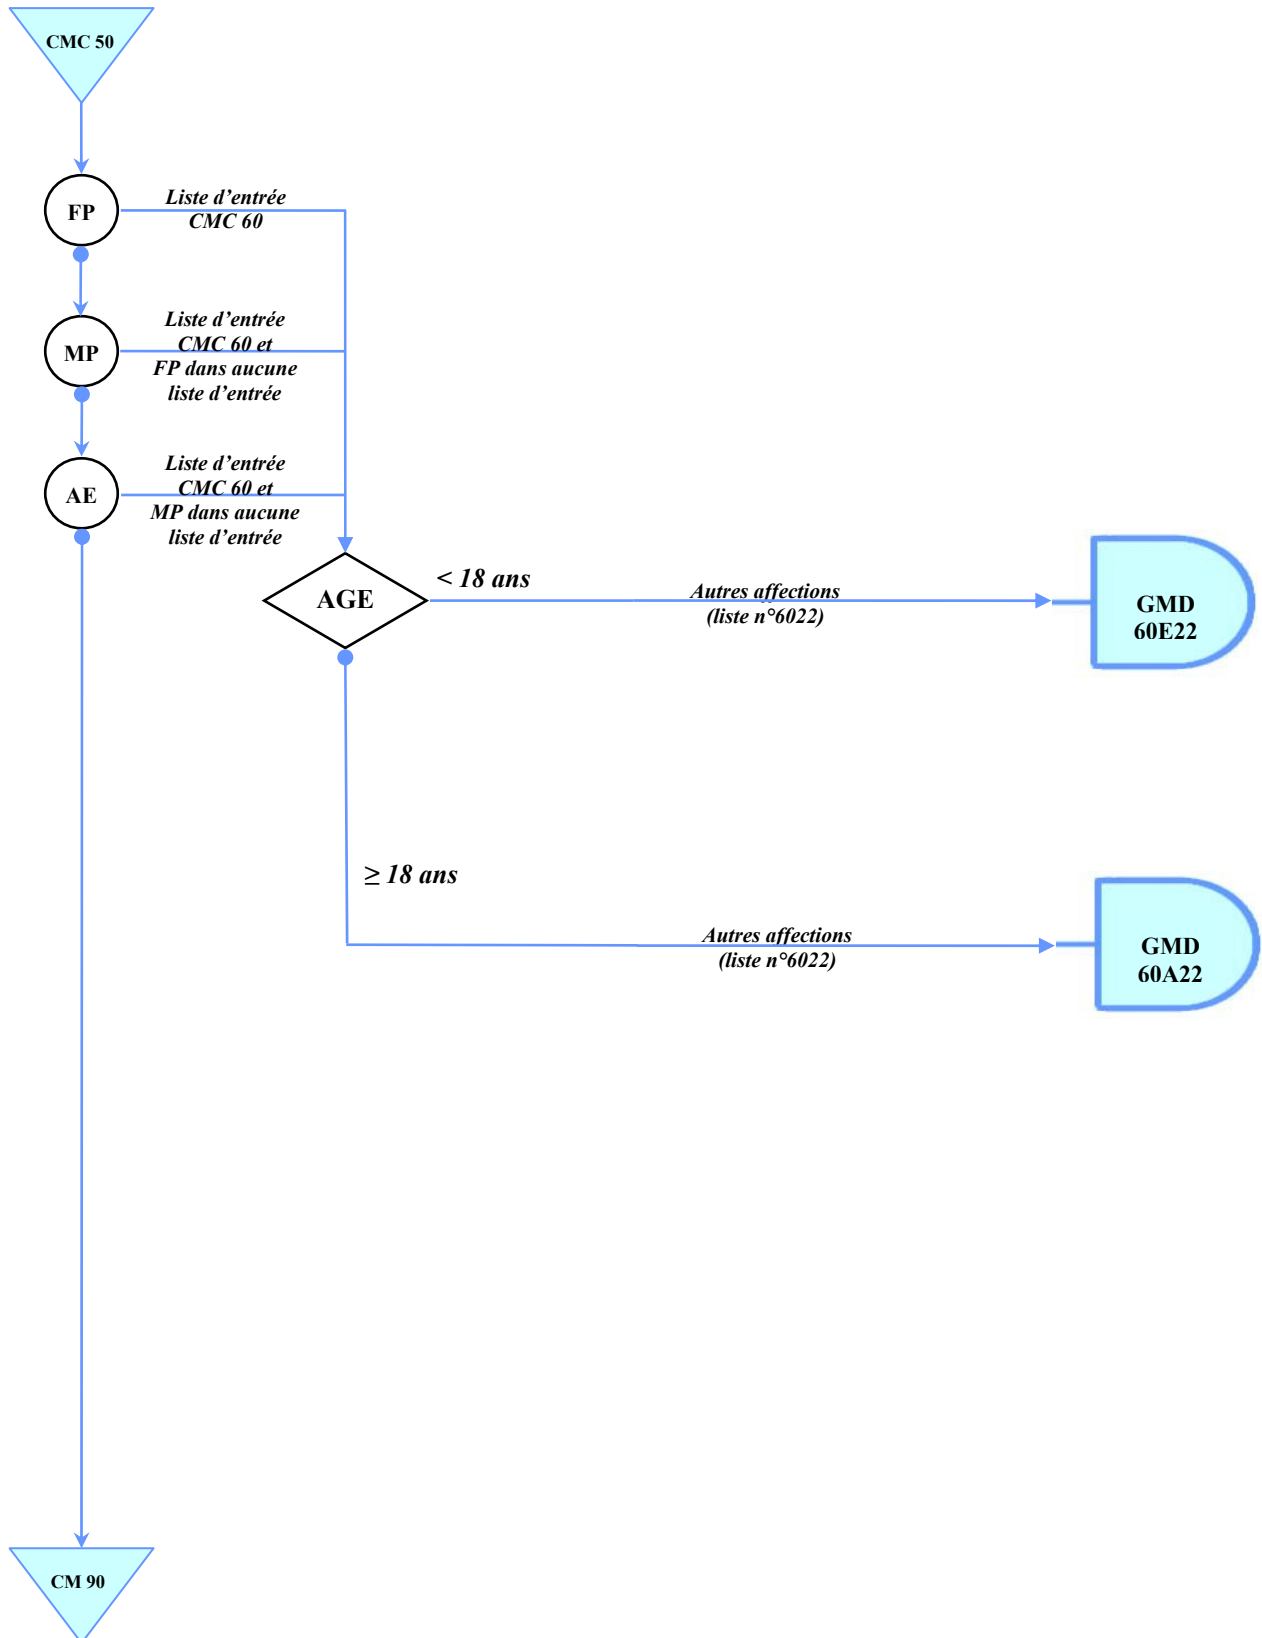 CMC 50
FP
Liste d’entrée
CMC 60
MP
Liste d’entrée
CMC 60 et
FP dans aucune
liste d’entrée
AE
Liste d’entrée
CMC 60 et
MP dans aucune
liste d’entrée
AGE
< 18 ans
Autres affections
(liste n°6022)
GMD
60E22
≥ 18 ans
Autres affections
(liste n°6022)
GMD
60A22
CM 90